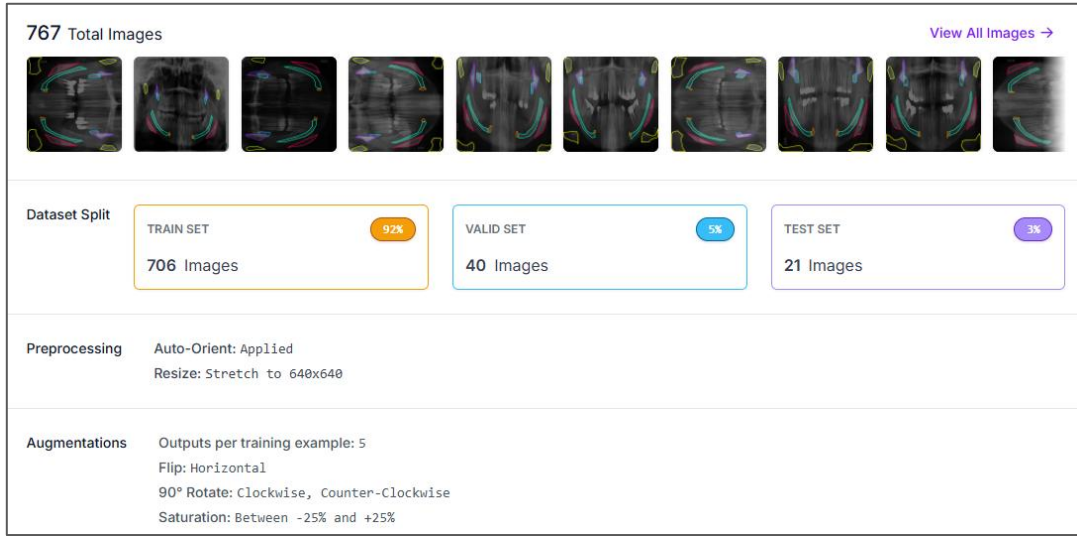 767 Total Images
View All Images →
Dataset Split
TRAIN SET 92%
706 Images
VALID SET 5%
40 Images
TEST SET 3%
21 Images
Preprocessing
Auto-Orient: Applied
Resize: Stretch to 640x640
Augmentations
Outputs per training example: 5
Flip: Horizontal
90° Rotate: Clockwise, Counter-Clockwise
Saturation: Between -25% and +25%